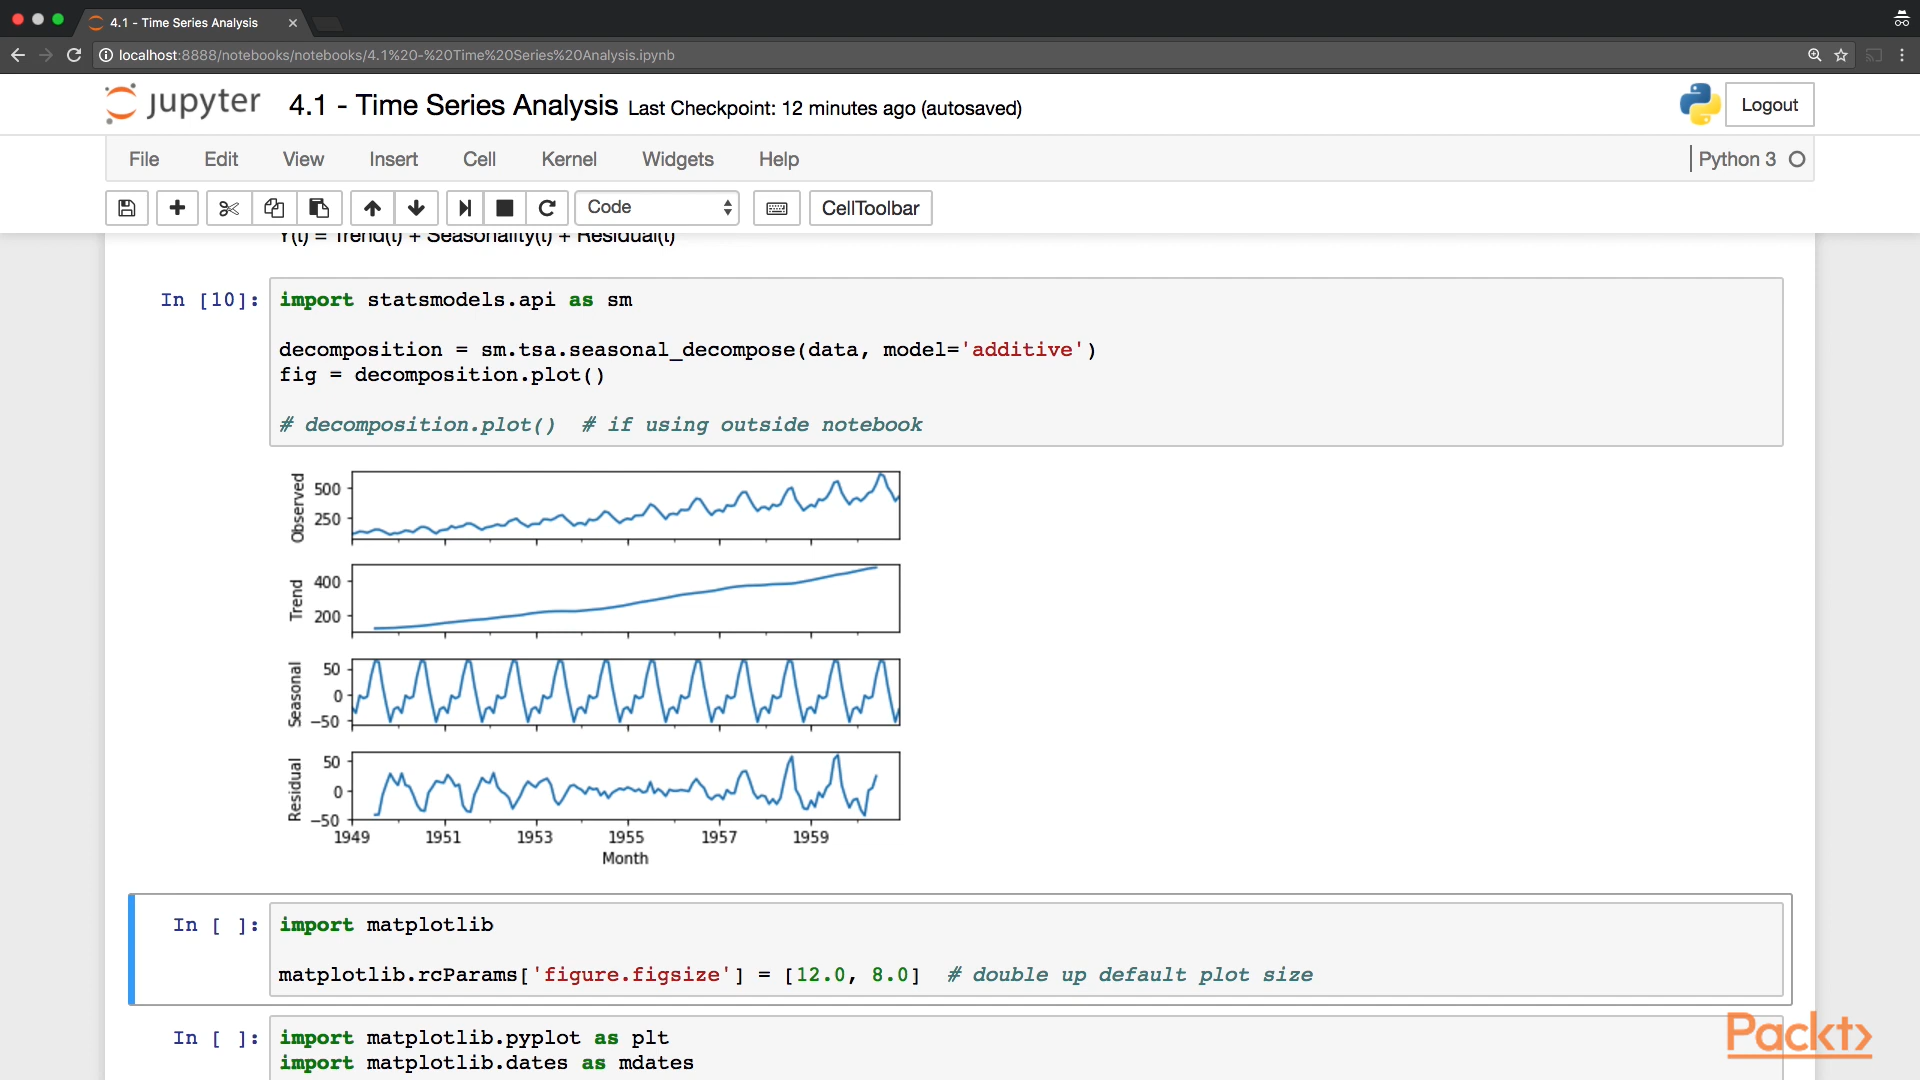 4.1 - Time Series Analysis
localhost:8888/notebooks/notebooks/4.1%20-%20Time%20Series%20Analysis.ipynb
jupyter 4.1 - Time Series Analysis Last Checkpoint: 12 minutes ago (autosaved) Logout
File Edit View Insert Cell Kernel Widgets Help Python 3
Code CellToolbar
Y(t) = Trend(t) + Seasonality(t) + Residual(t)
In [10]: import statsmodels.api as sm
decomposition = sm.tsa.seasonal_decompose(data, model='additive')
fig = decomposition.plot()
# decomposition.plot()  # if using outside notebook
Observed
500
250
Trend
400
200
Seasonal
50
0
−50
Residual
50
0
−50
1949 1951 1953 1955 1957 1959
Month
In [ ]: import matplotlib
matplotlib.rcParams['figure.figsize'] = [12.0, 8.0]  # double up default plot size
In [ ]: import matplotlib.pyplot as plt
import matplotlib.dates as mdates
Packt>